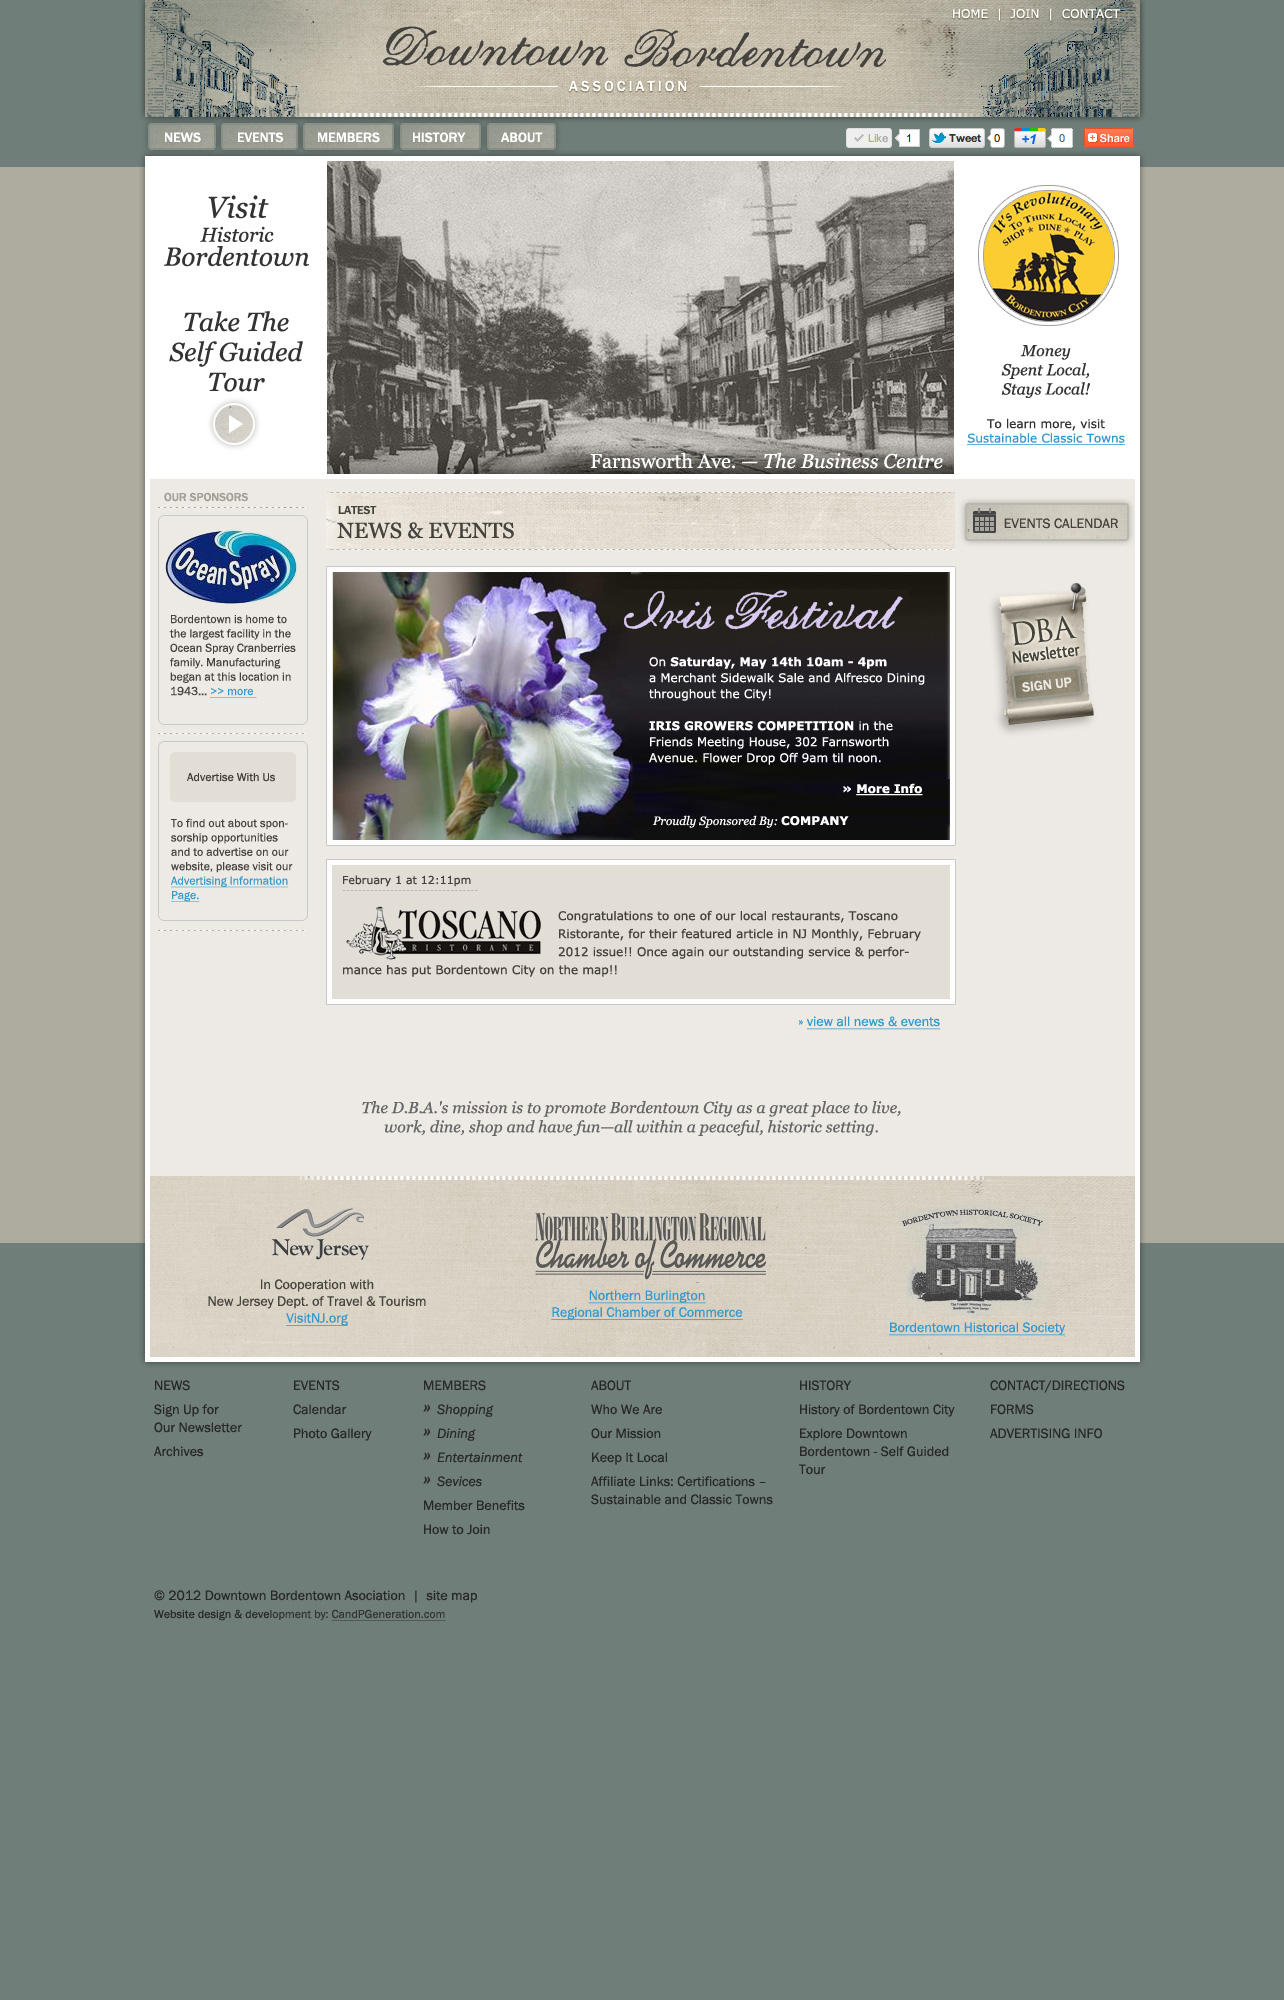 HOME | JOIN | CONTACT
Downtown Bordentown
ASSOCIATION
NEWS
EVENTS
MEMBERS
HISTORY
ABOUT
Like 1
Tweet 0
+1 0
Share
Visit
Historic
Bordentown
Take The
Self Guided
Tour
Farnsworth Ave. — The Business Centre
It's Revolutionary
To Think Local
SHOP ★ DINE ★ PLAY
BORDENTOWN CITY
Money
Spent Local,
Stays Local!
To learn more, visit
Sustainable Classic Towns
OUR SPONSORS
Ocean Spray
Bordentown is home to
the largest facility in the
Ocean Spray Cranberries
family. Manufacturing
began at this location in
1943... >> more
Advertise With Us
To find out about spon-
sorship opportunities
and to advertise on our
website, please visit our
Advertising Information
Page.
LATEST
NEWS & EVENTS
Iris Festival
On Saturday, May 14th 10am - 4pm
a Merchant Sidewalk Sale and Alfresco Dining
throughout the City!
IRIS GROWERS COMPETITION in the
Friends Meeting House, 302 Farnsworth
Avenue. Flower Drop Off 9am til noon.
» More Info
Proudly Sponsored By: COMPANY
February 1 at 12:11pm
TOSCANO
RISTORANTE
Congratulations to one of our local restaurants, Toscano
Ristorante, for their featured article in NJ Monthly, February
2012 issue!! Once again our outstanding service & perfor-
mance has put Bordentown City on the map!!
» view all news & events
EVENTS CALENDAR
DBA
Newsletter
SIGN UP
The D.B.A.'s mission is to promote Bordentown City as a great place to live,
work, dine, shop and have fun—all within a peaceful, historic setting.
New Jersey
In Cooperation with
New Jersey Dept. of Travel & Tourism
VisitNJ.org
NORTHERN BURLINGTON REGIONAL
Chamber of Commerce
Northern Burlington
Regional Chamber of Commerce
BORDENTOWN HISTORICAL SOCIETY
Bordentown Historical Society
NEWS
Sign Up for
Our Newsletter
Archives
EVENTS
Calendar
Photo Gallery
MEMBERS
» Shopping
» Dining
» Entertainment
» Sevices
Member Benefits
How to Join
ABOUT
Who We Are
Our Mission
Keep It Local
Affiliate Links: Certifications –
Sustainable and Classic Towns
HISTORY
History of Bordentown City
Explore Downtown
Bordentown - Self Guided
Tour
CONTACT/DIRECTIONS
FORMS
ADVERTISING INFO
© 2012 Downtown Bordentown Asociation | site map
Website design & development by: CandPGeneration.com